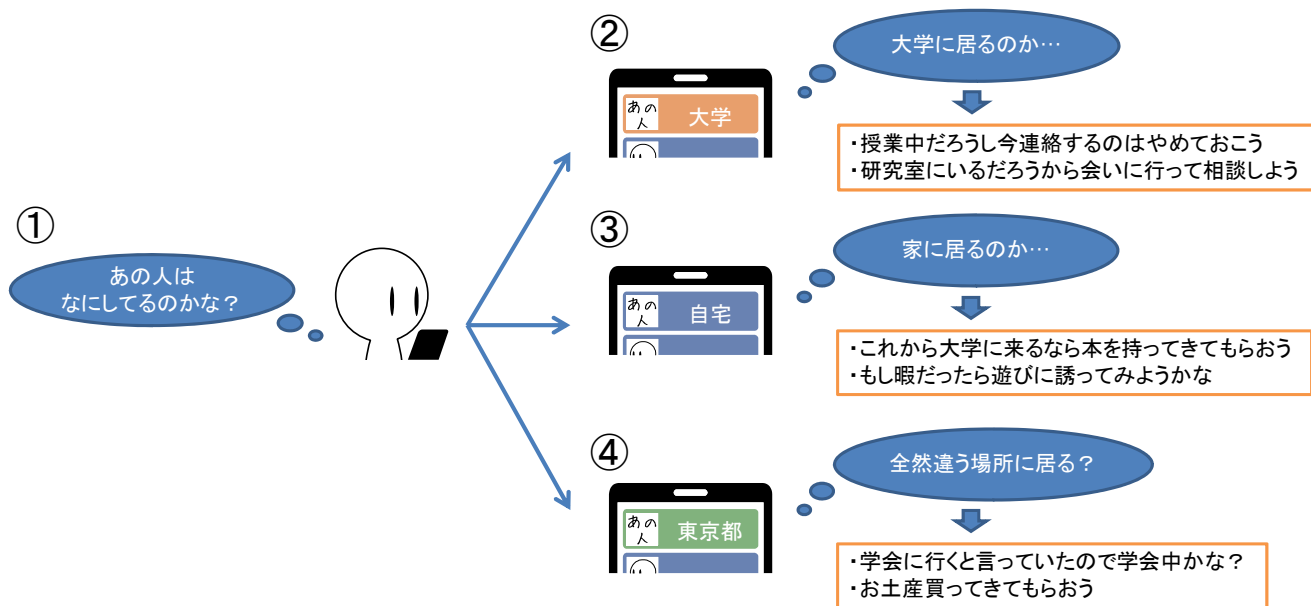 ①
あの人は
なにしてるのかな？
②
あの
人
大学
大学に居るのか…
・授業中だろうし今連絡するのはやめておこう
・研究室にいるだろうから会いに行って相談しよう
③
あの
人
自宅
家に居るのか…
・これから大学に来るなら本を持ってきてもらおう
・もし暇だったら遊びに誘ってみようかな
④
あの
人
東京都
全然違う場所に居る？
・学会に行くと言っていたので学会中かな？
・お土産買ってきてもらおう